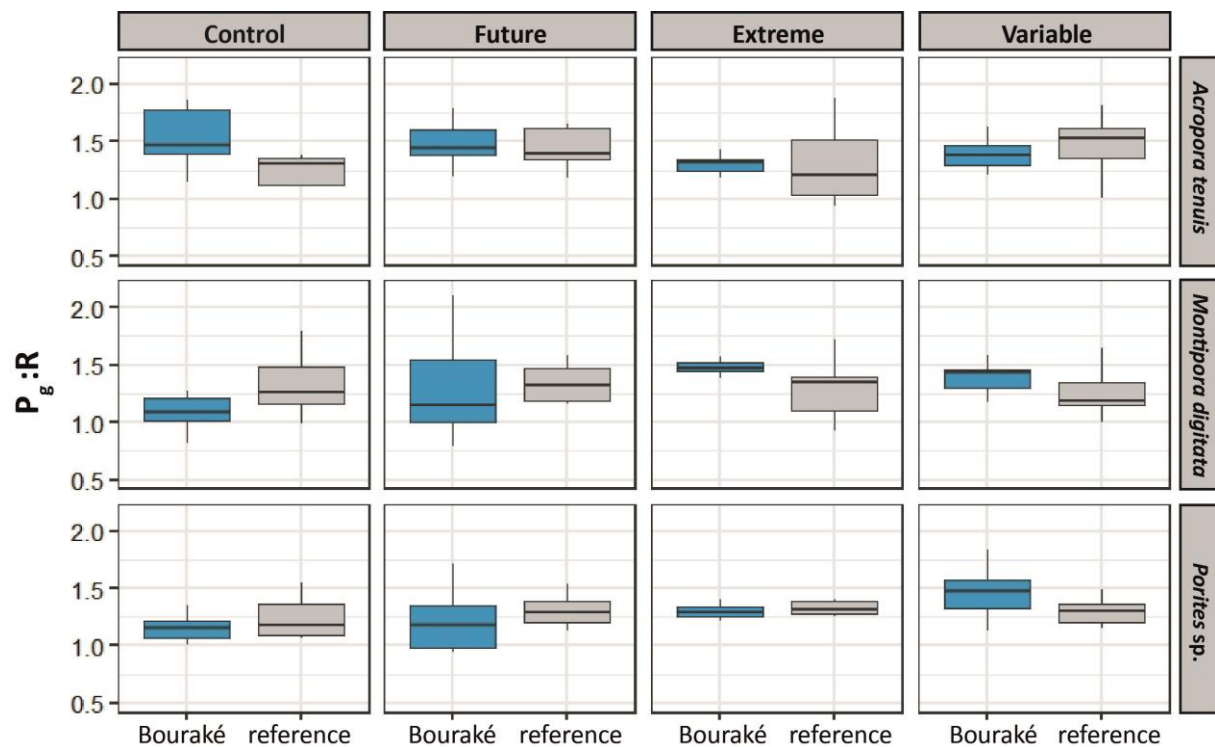 Control Future Extreme Variable
2.0
1.5
1.0
0.5
Acropora tenuis
2.0
1.5
1.0
0.5
Montipora digitata
Pg:R
2.0
1.5
1.0
0.5
Porites sp.
Bouraké reference Bouraké reference Bouraké reference Bouraké reference